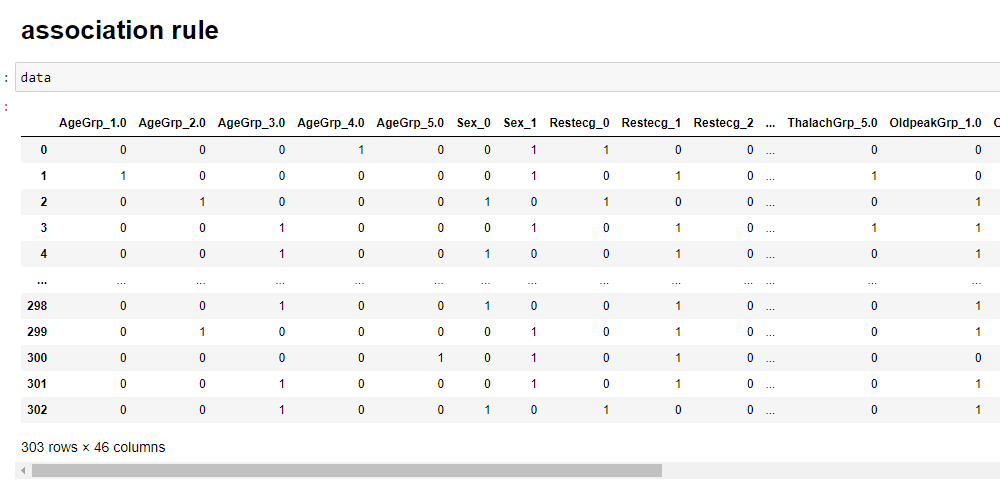 association rule
: data
:
AgeGrp_1.0 AgeGrp_2.0 AgeGrp_3.0 AgeGrp_4.0 AgeGrp_5.0 Sex_0 Sex_1 Restecg_0 Restecg_1 Restecg_2 ... ThalachGrp_5.0 OldpeakGrp_1.0 C
0 0 0 0 1 0 0 1 1 0 0 ... 0 0
1 1 0 0 0 0 0 1 0 1 0 ... 1 0
2 0 1 0 0 0 1 0 1 0 0 ... 0 1
3 0 0 1 0 0 0 1 0 1 0 ... 1 1
4 0 0 1 0 0 1 0 0 1 0 ... 0 1
... ... ... ... ... ... ... ... ... ... ... ... ... ...
298 0 0 1 0 0 1 0 0 1 0 ... 0 1
299 0 1 0 0 0 0 1 0 1 0 ... 0 1
300 0 0 0 0 1 0 1 0 1 0 ... 0 0
301 0 0 1 0 0 0 1 0 1 0 ... 0 1
302 0 0 1 0 0 1 0 1 0 0 ... 0 1
303 rows × 46 columns